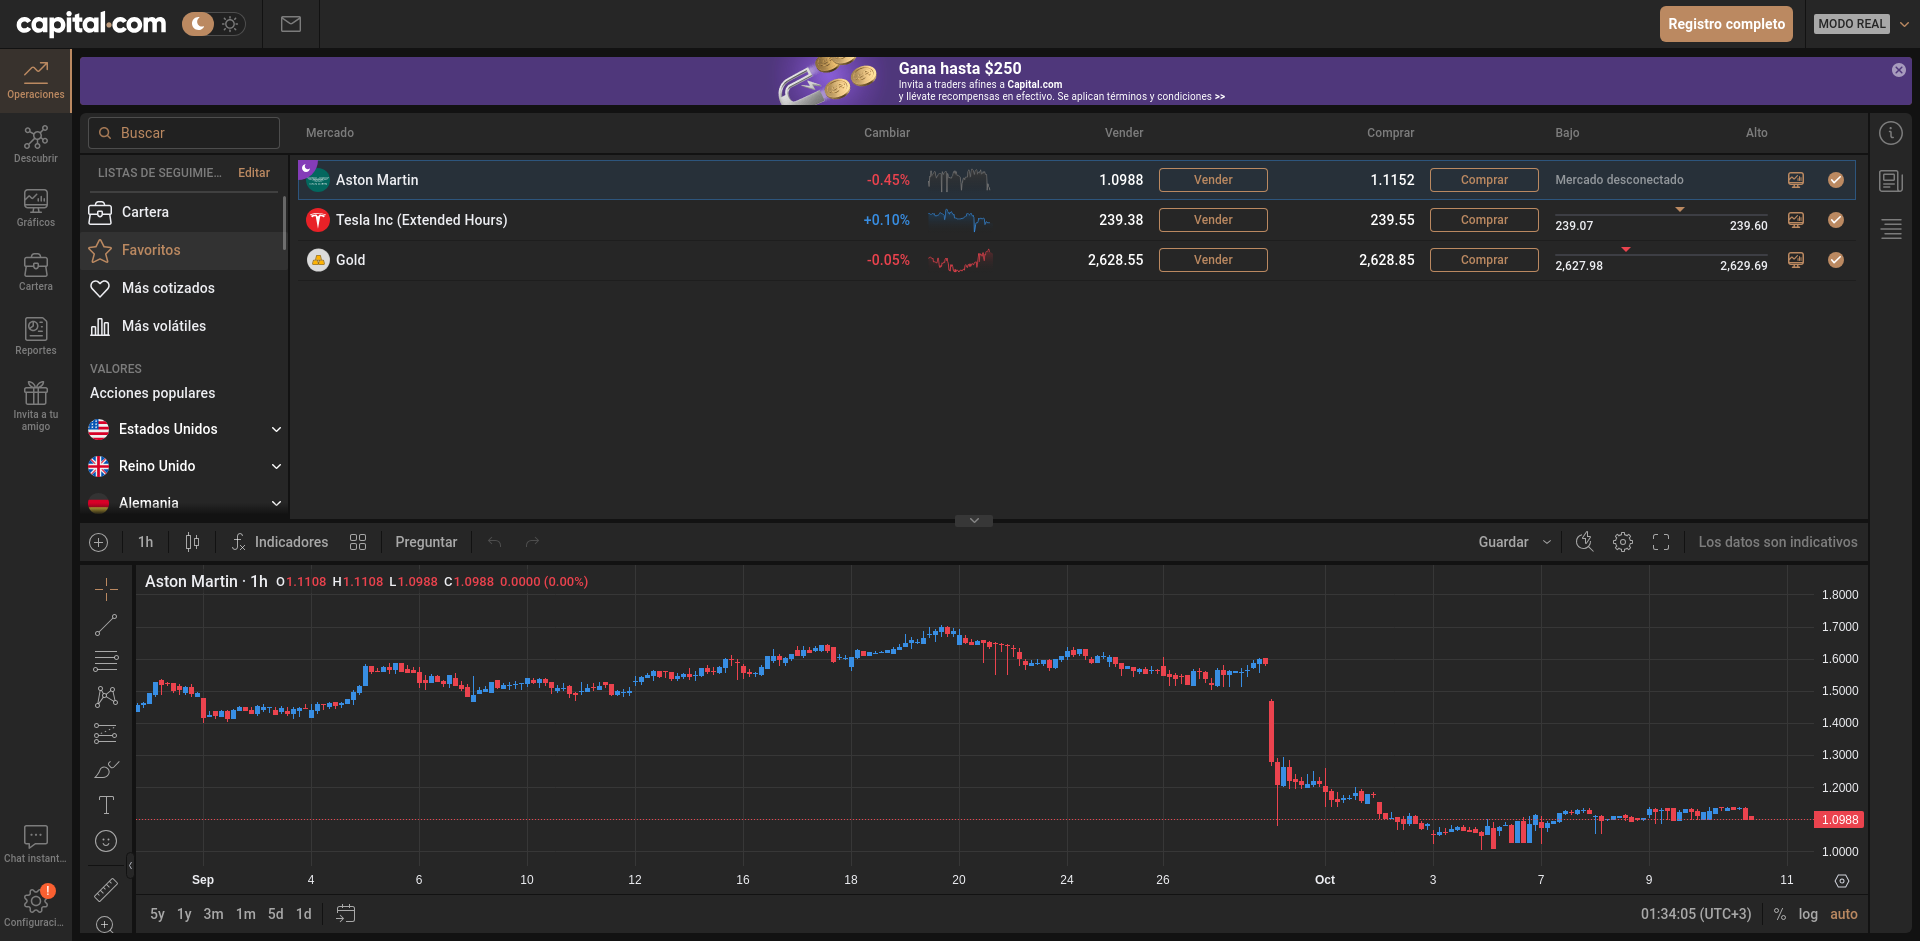 capital.com
Registro completo
MODO REAL
Operaciones
Descubrir
Gráficos
Cartera
Reportes
Invita a tu
amigo
Chat instant...
Configuraci...
Gana hasta $250
Invita a traders afines a Capital.com
y llévate recompensas en efectivo. Se aplican términos y condiciones >>
Buscar
Mercado Cambiar Vender Comprar Bajo Alto
LISTAS DE SEGUIMIE... Editar
Cartera
Favoritos
Más cotizados
Más volátiles
VALORES
Acciones populares
Estados Unidos
Reino Unido
Alemania
Aston Martin -0.45% 1.0988 Vender 1.1152 Comprar Mercado desconectado
Tesla Inc (Extended Hours) +0.10% 239.38 Vender 239.55 Comprar 239.07 239.60
Gold -0.05% 2,628.55 Vender 2,628.85 Comprar 2,627.98 2,629.69
1h Indicadores Preguntar Guardar Los datos son indicativos
Aston Martin · 1h O1.1108 H1.1108 L1.0988 C1.0988 0.0000 (0.00%)
1.8000
1.7000
1.6000
1.5000
1.4000
1.3000
1.2000
1.0988
1.0000
Sep 4 6 10 12 16 18 20 24 26 Oct 3 7 9 11
5y 1y 3m 1m 5d 1d 01:34:05 (UTC+3) % log auto